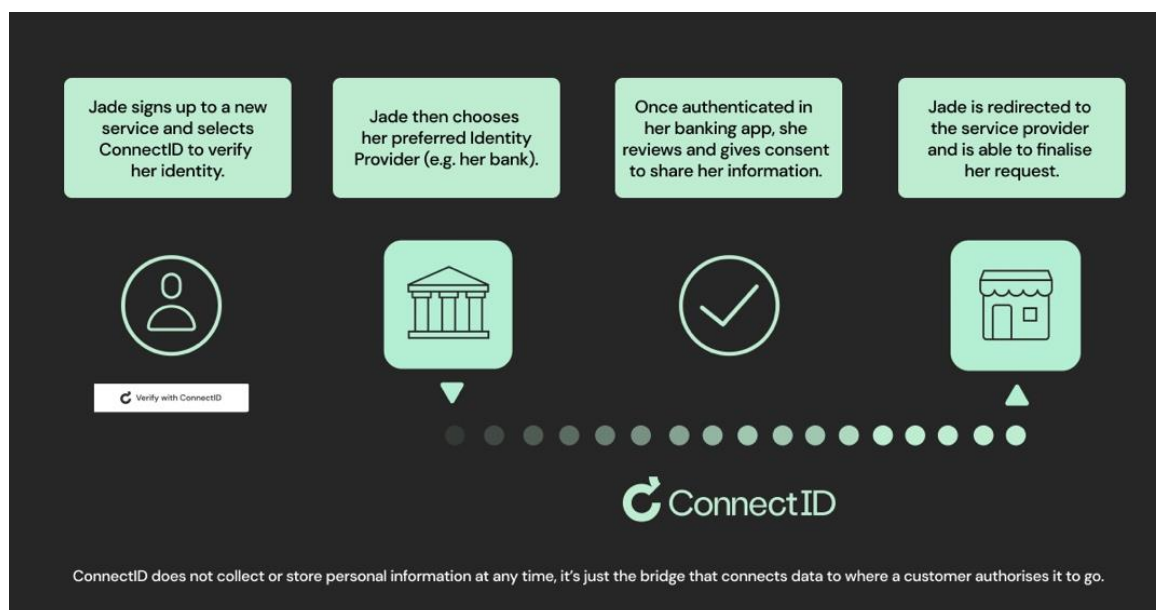 Jade signs up to a new
service and selects
ConnectID to verify
her identity.
Jade then chooses
her preferred Identity
Provider (e.g. her bank).
Once authenticated in
her banking app, she
reviews and gives consent
to share her information.
Jade is redirected to
the service provider
and is able to finalise
her request.
Verify with ConnectID
ConnectID
ConnectID does not collect or store personal information at any time, it's just the bridge that connects data to where a customer authorises it to go.